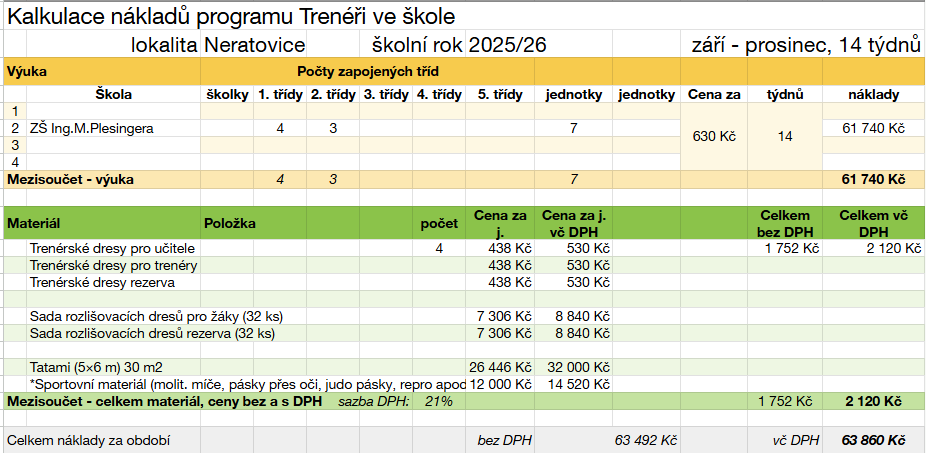 Kalkulace nákladů programu Trenéři ve škole
lokalita Neratovice školní rok 2025/26 září - prosinec, 14 týdnů
Výuka Počty zapojených tříd
Škola školky 1. třídy 2. třídy 3. třídy 4. třídy 5. třídy jednotky jednotky Cena za týdnů náklady
1
2 ZŠ Ing.M.Plesingera 4 3 7 630 Kč 14 61 740 Kč
3
4
Mezisoučet - výuka 4 3 7 61 740 Kč
Materiál Položka počet Cena za j. Cena za j. vč DPH Celkem bez DPH Celkem vč DPH
Trenérské dresy pro učitele 4 438 Kč 530 Kč 1 752 Kč 2 120 Kč
Trenérské dresy pro trenéry 438 Kč 530 Kč
Trenérské dresy rezerva 438 Kč 530 Kč
Sada rozlišovacích dresů pro žáky (32 ks) 7 306 Kč 8 840 Kč
Sada rozlišovacích dresů rezerva (32 ks) 7 306 Kč 8 840 Kč
Tatami (5×6 m) 30 m2 26 446 Kč 32 000 Kč
*Sportovní materiál (molit. míče, pásky přes oči, judo pásky, repro apod 12 000 Kč 14 520 Kč
Mezisoučet - celkem materiál, ceny bez a s DPH sazba DPH: 21% 1 752 Kč 2 120 Kč
Celkem náklady za období bez DPH 63 492 Kč vč DPH 63 860 Kč